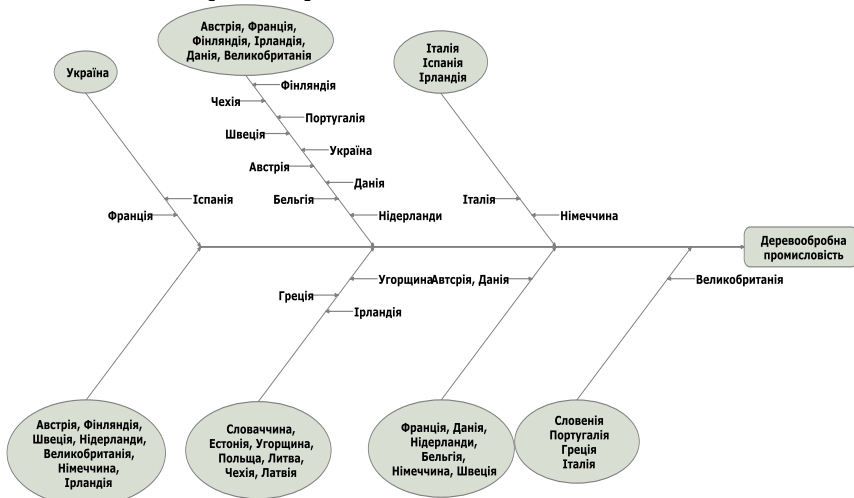 Австрія, Франція,
Фінляндія, Ірландія,
Данія, Великобританія
Італія
Іспанія
Ірландія
Україна
Фінляндія
Чехія
Португалія
Швеція
Україна
Австрія
Данія
Іспанія
Бельгія
Італія
Франція
Нідерланди
Німеччина
Деревообробна
промисловість
Угорщина
Автсрія, Данія
Великобританія
Греція
Ірландія
Австрія, Фінляндія,
Швеція, Нідерланди,
Великобританія,
Німеччина,
Ірландія
Словаччина,
Естонія, Угорщина,
Польща, Литва,
Чехія, Латвія
Франція, Данія,
Нідерланди,
Бельгія,
Німеччина, Швеція
Словенія
Португалія
Греція
Італія